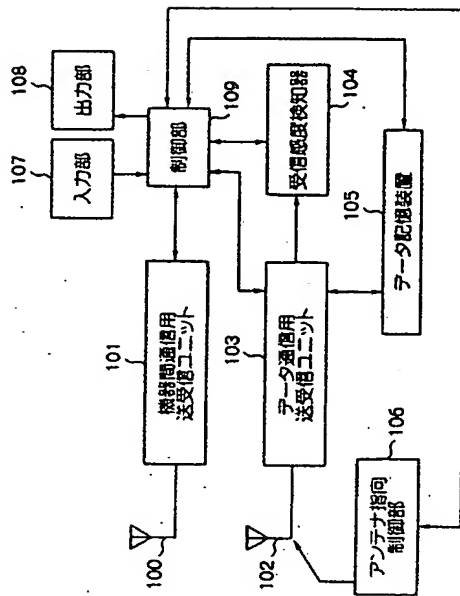 108
出力部
107
入力部
109
制御部
104
受信感度検知器
105
データ記憶装置
101
機器間通信用
送受信ユニット
103
データ通信用
送受信ユニット
106
アンテナ指向
制御部
100
102